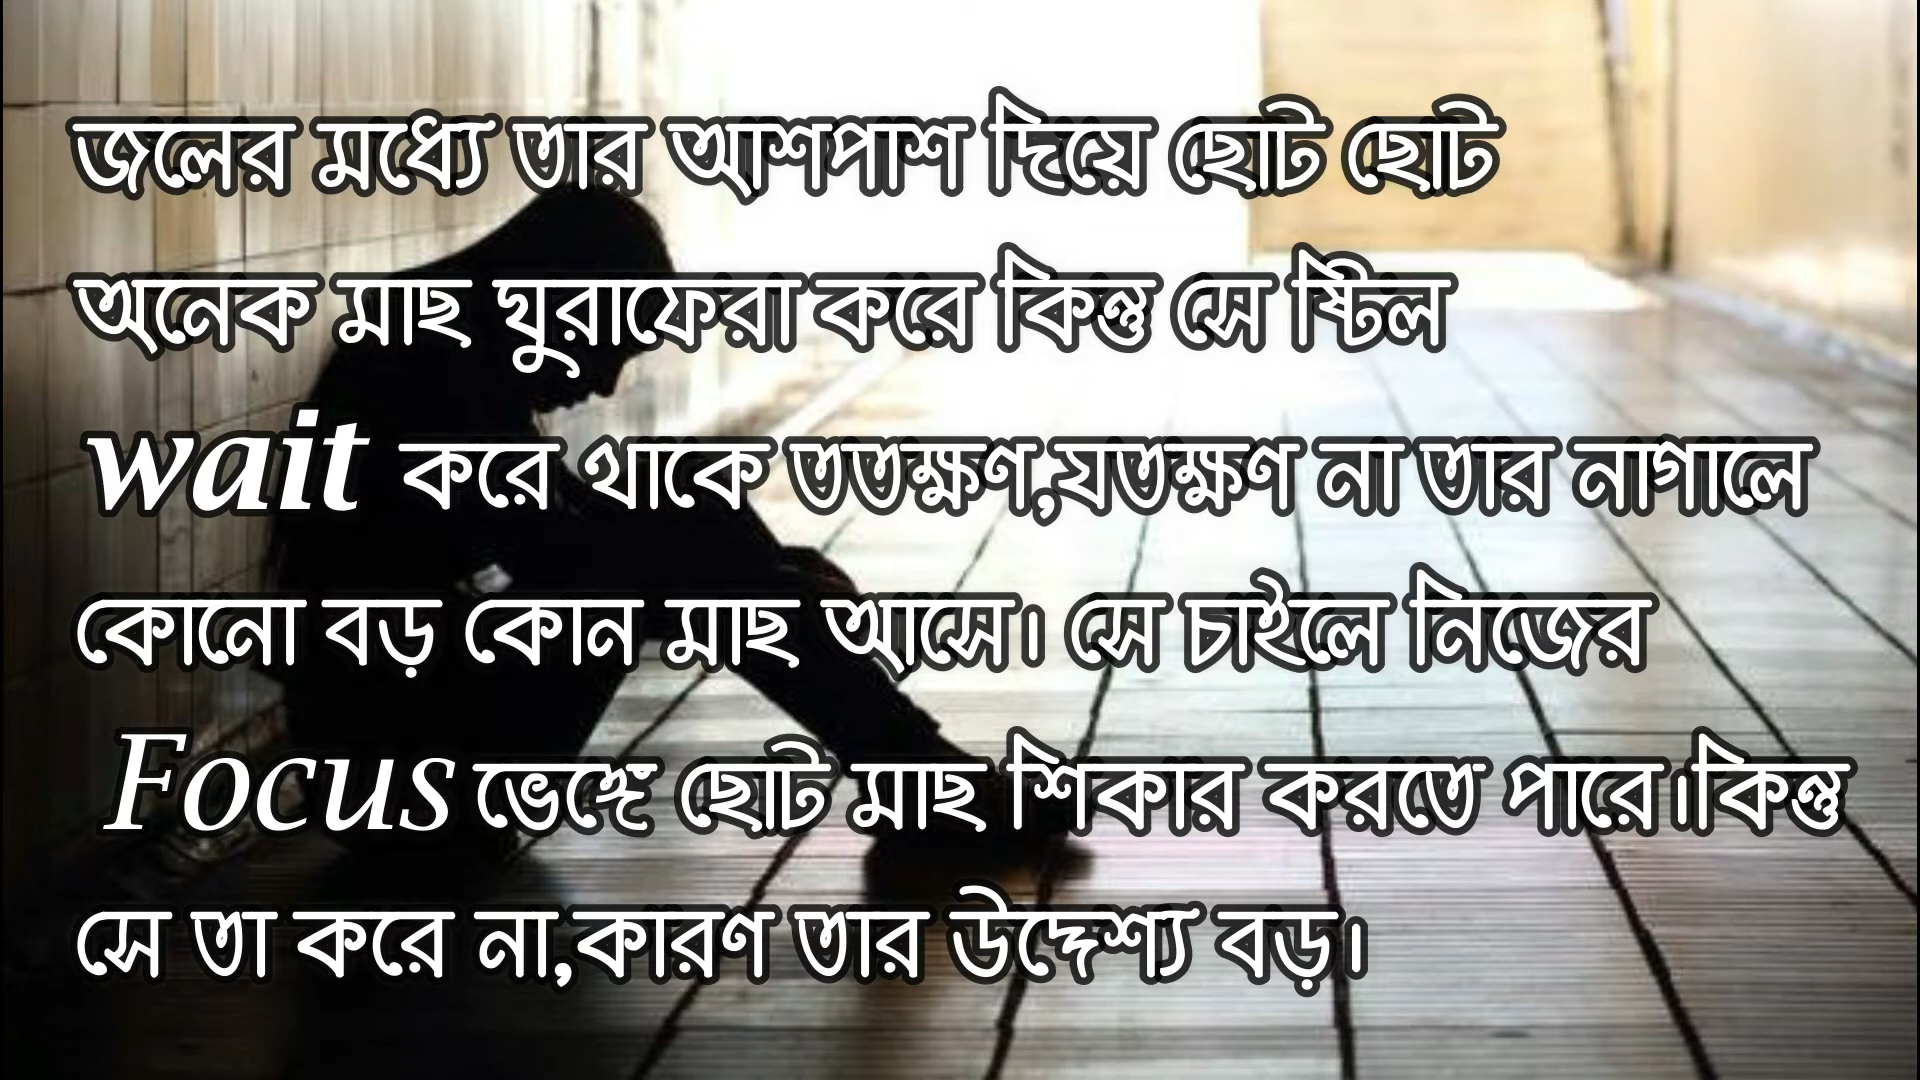 জলের মধ্যে তার আশপাশ দিয়ে ছোট ছোট
অনেক মাছ ঘুরাফেরা করে কিন্তু সে ষ্টিল
wait করে থাকে ততক্ষণ,যতক্ষণ না তার নাগালে
কোনো বড় কোন মাছ আসে। সে চাইলে নিজের
Focus ভেঙ্গে ছোট মাছ শিকার করতে পারে।কিন্তু
সে তা করে না,কারণ তার উদ্দেশ্য বড়।